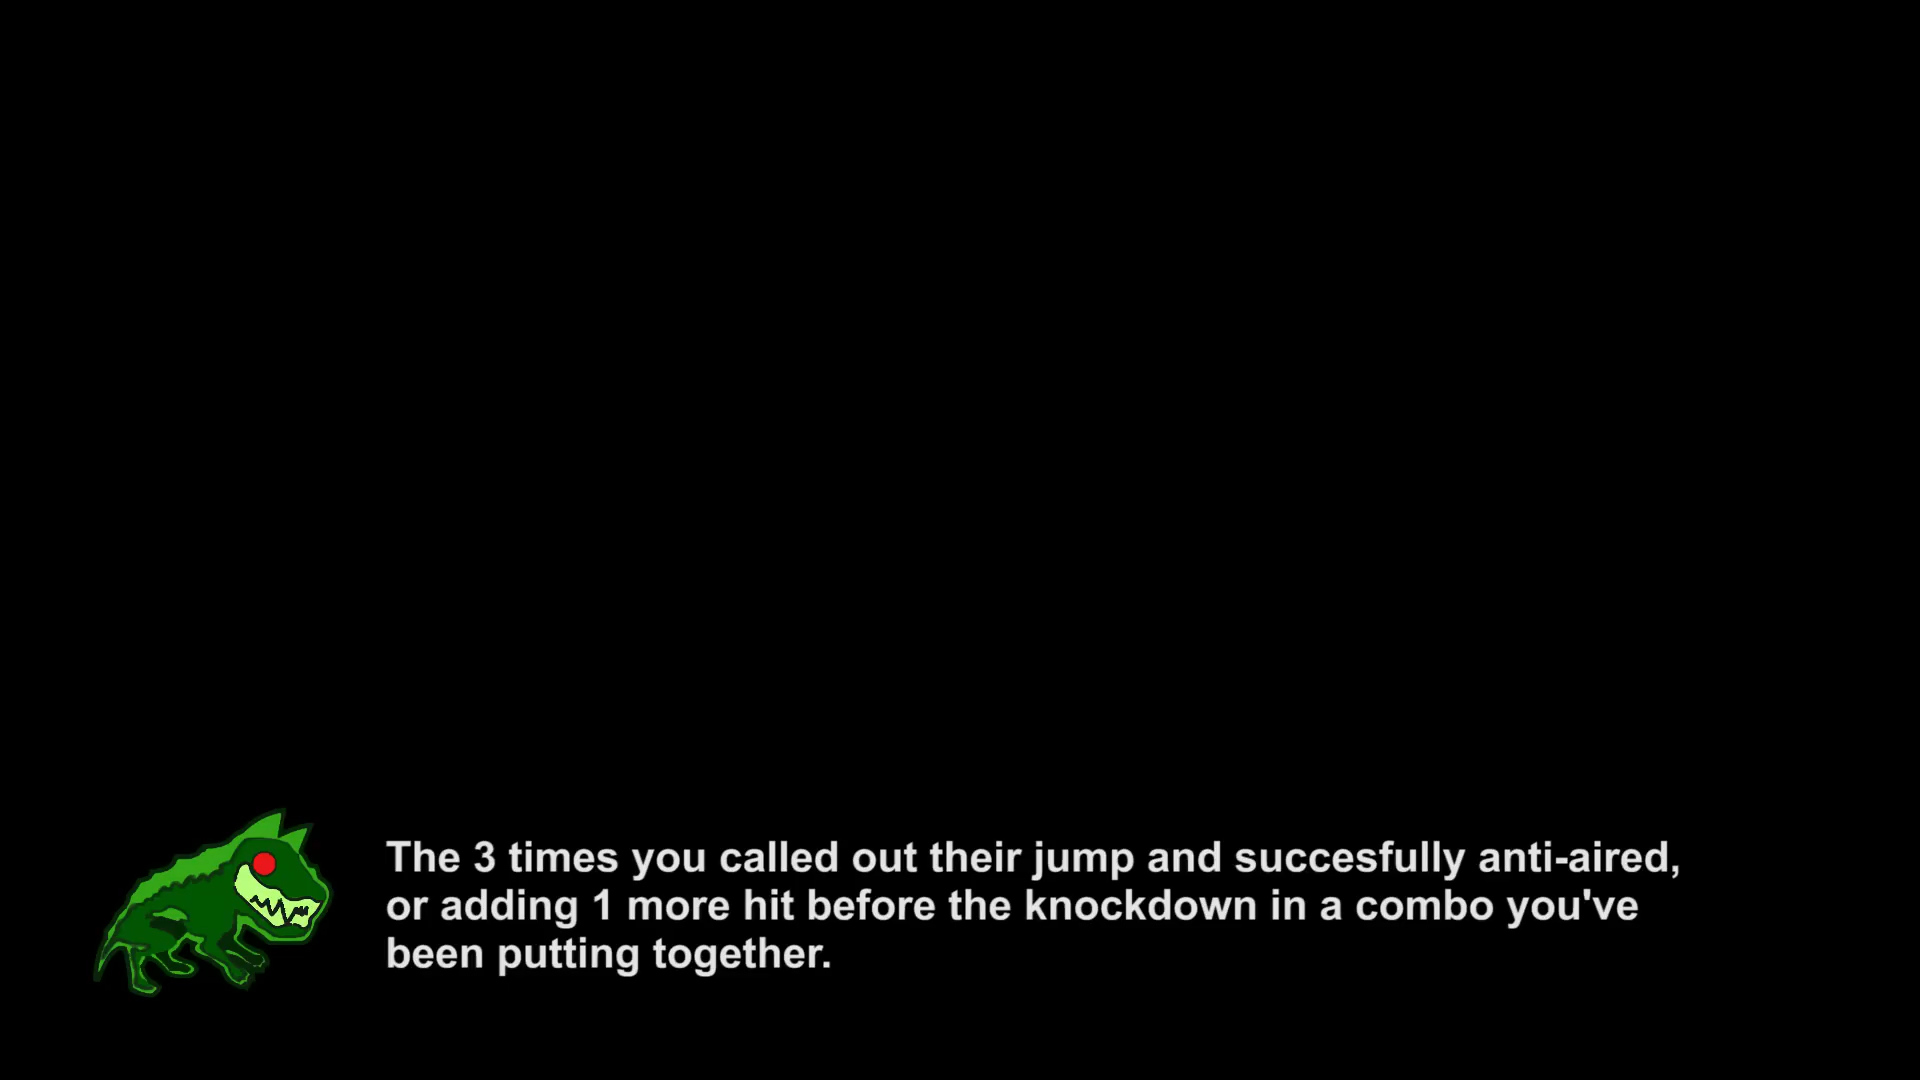 The 3 times you called out their jump and succesfully anti-aired,
or adding 1 more hit before the knockdown in a combo you've
been putting together.